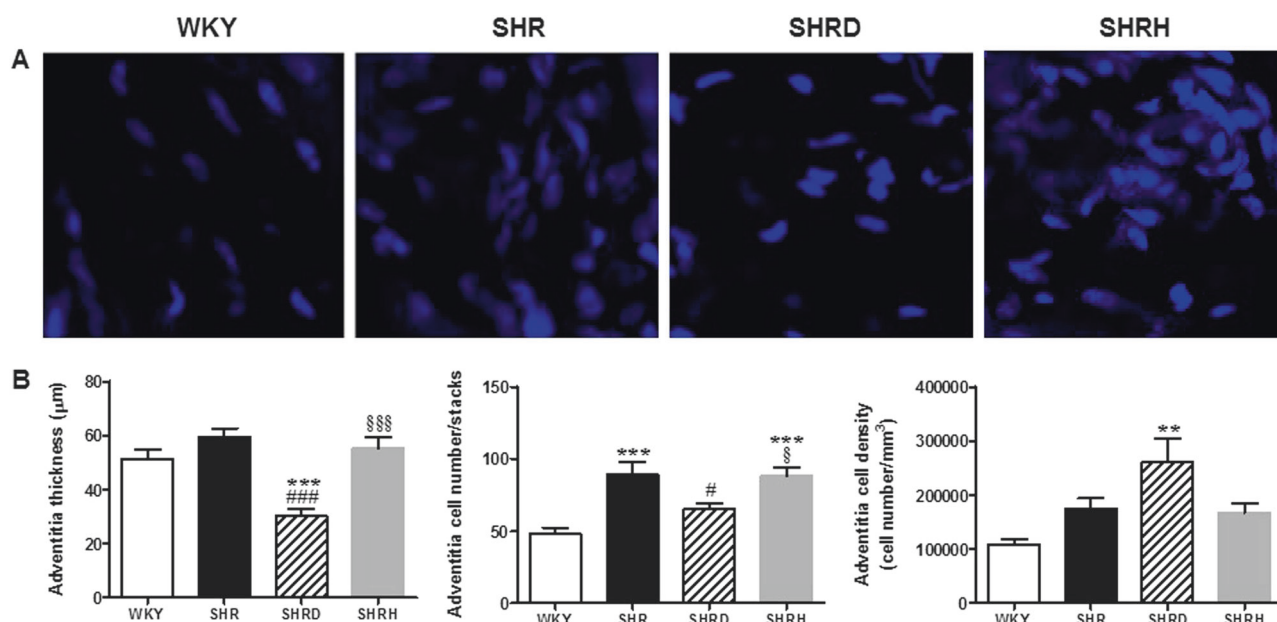 WKY SHR SHRD SHRH
A
B
Adventitia thickness (μm)
80
60
40
20
0
***
###
§§§
WKY SHR SHRD SHRH
Adventitia cell number/stacks
150
100
50
0
***
#
***
§
WKY SHR SHRD SHRH
Adventitia cell density
(cell number/mm³)
400000
300000
200000
100000
0
**
WKY SHR SHRD SHRH